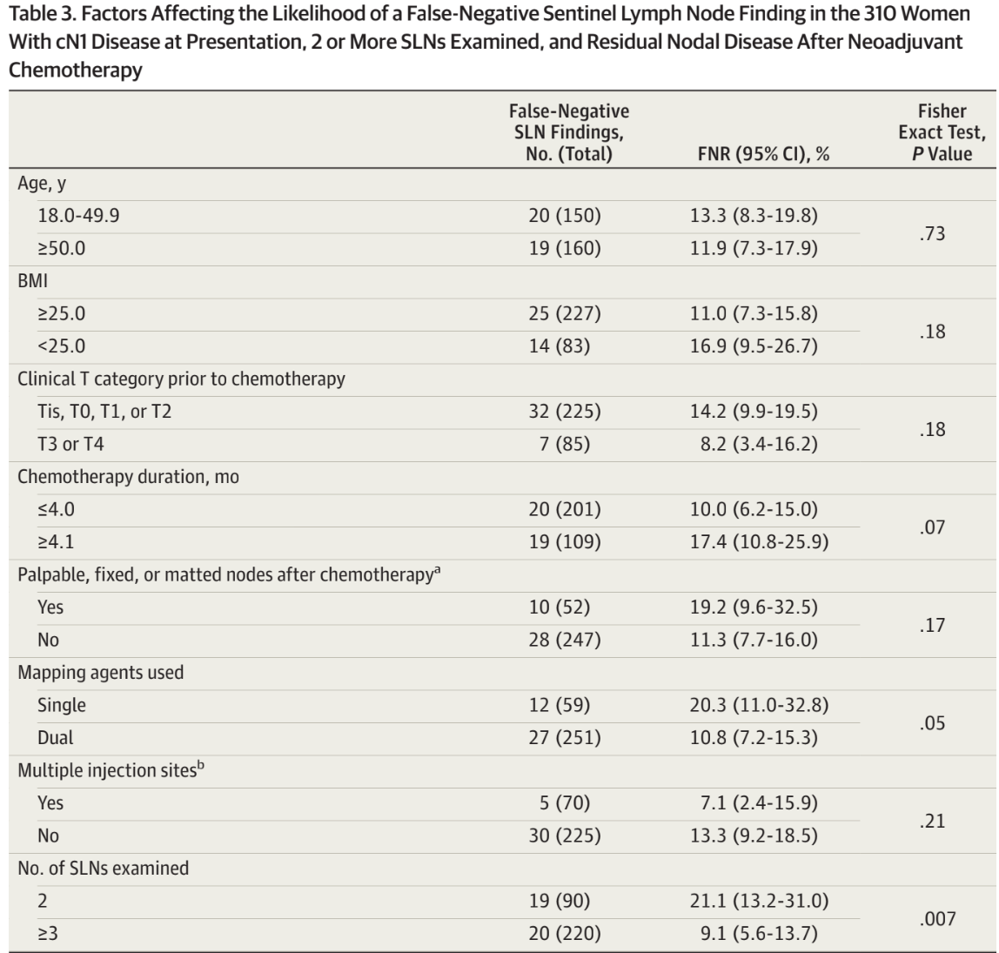 Table 3. Factors Affecting the Likelihood of a False-Negative Sentinel Lymph Node Finding in the 310 Women
With cN1 Disease at Presentation, 2 or More SLNs Examined, and Residual Nodal Disease After Neoadjuvant
Chemotherapy
False-Negative SLN Findings, No. (Total) FNR (95% CI), % Fisher Exact Test, P Value
Age, y
18.0-49.9 20 (150) 13.3 (8.3-19.8) .73
≥50.0 19 (160) 11.9 (7.3-17.9)
BMI
≥25.0 25 (227) 11.0 (7.3-15.8) .18
<25.0 14 (83) 16.9 (9.5-26.7)
Clinical T category prior to chemotherapy
Tis, T0, T1, or T2 32 (225) 14.2 (9.9-19.5) .18
T3 or T4 7 (85) 8.2 (3.4-16.2)
Chemotherapy duration, mo
≤4.0 20 (201) 10.0 (6.2-15.0) .07
≥4.1 19 (109) 17.4 (10.8-25.9)
Palpable, fixed, or matted nodes after chemotherapyᵃ
Yes 10 (52) 19.2 (9.6-32.5) .17
No 28 (247) 11.3 (7.7-16.0)
Mapping agents used
Single 12 (59) 20.3 (11.0-32.8) .05
Dual 27 (251) 10.8 (7.2-15.3)
Multiple injection sitesᵇ
Yes 5 (70) 7.1 (2.4-15.9) .21
No 30 (225) 13.3 (9.2-18.5)
No. of SLNs examined
2 19 (90) 21.1 (13.2-31.0) .007
≥3 20 (220) 9.1 (5.6-13.7)